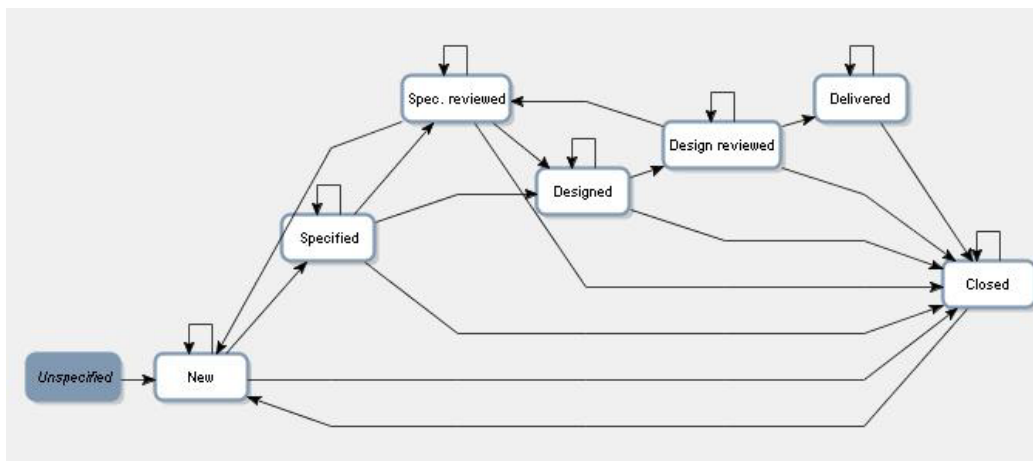 Spec. reviewed
Delivered
Design reviewed
Designed
Specified
Closed
Unspecified
New